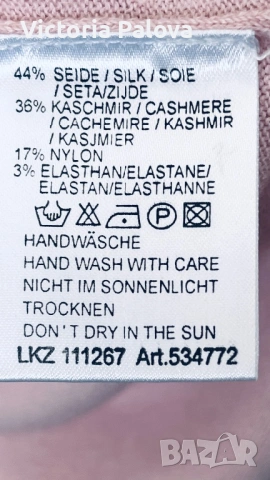 Victoria Palova
44% SEIDE / SILK / SOIE
/ SETA/ZIJDE
36% KASCHMIR / CASHMERE
/ CACHEMIRE / KASHMIR
/ KASJMIER
17% NYLON
3% ELASTHAN/ELASTANE/
ELASTAN/ELASTHANNE
P
HANDWÄSCHE
HAND WASH WITH CARE
NICHT IM SONNENLICHT
TROCKNEN
DON'T DRY IN THE SUN
LKZ 111267 Art.534772
BAZAR